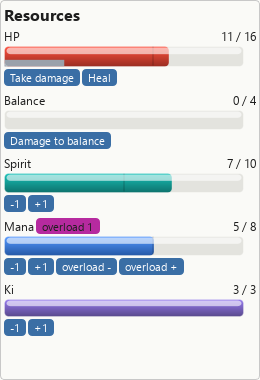 Resources
HP 11 / 16
Take damage Heal
Balance 0 / 4
Damage to balance
Spirit 7 / 10
-1 +1
Mana overload 1 5 / 8
-1 +1 overload - overload +
Ki 3 / 3
-1 +1